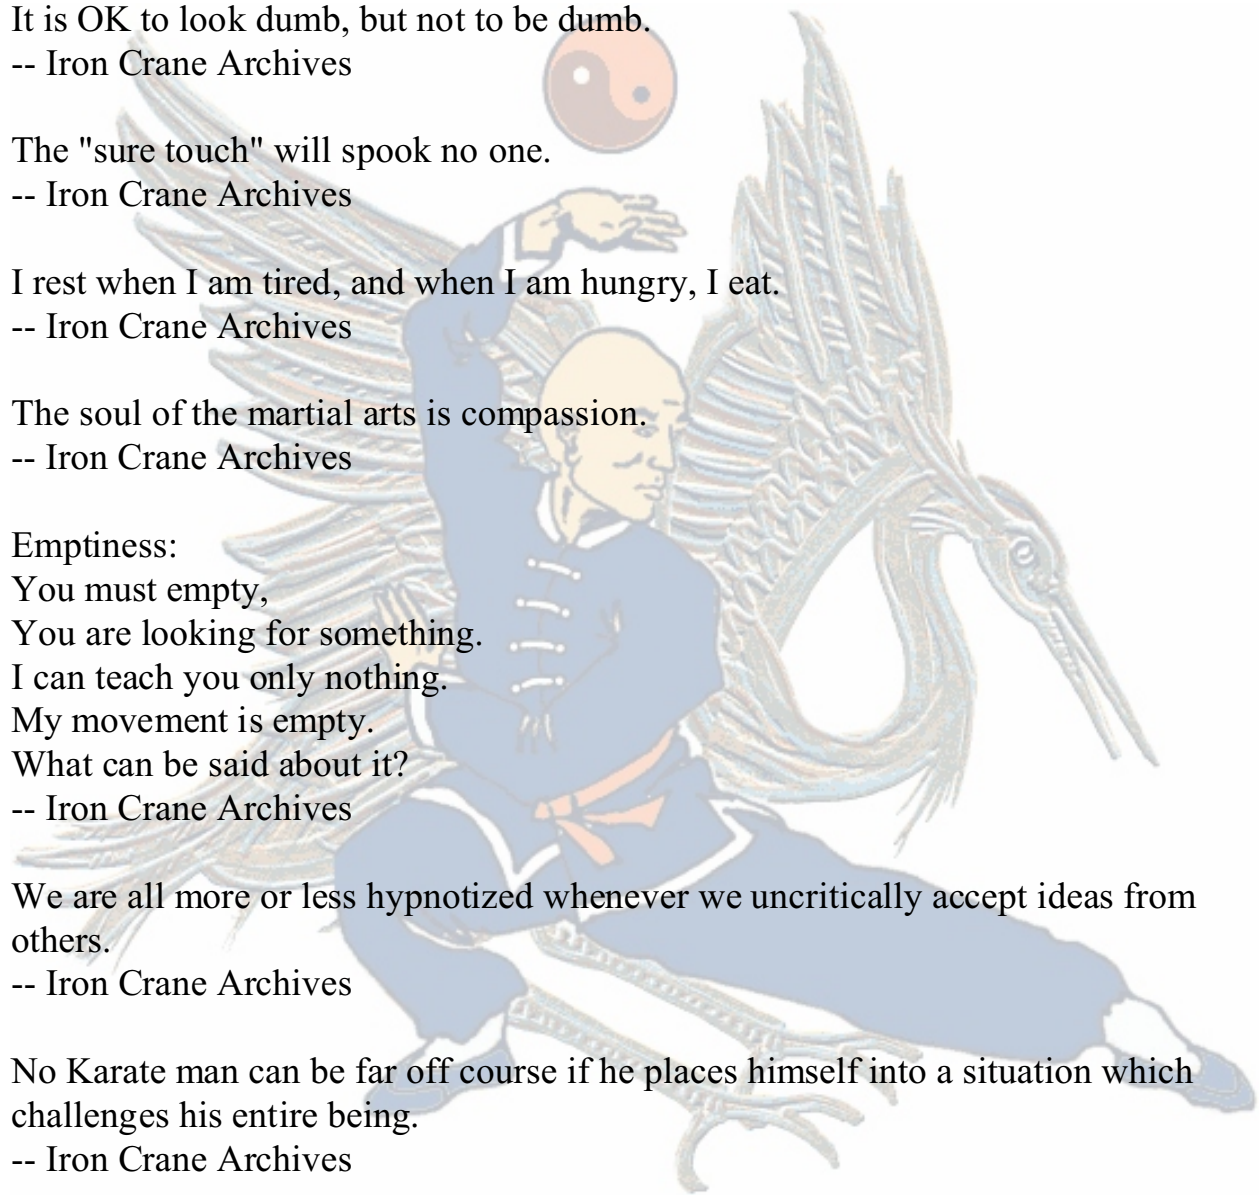 It is OK to look dumb, but not to be dumb.
-- Iron Crane Archives
The "sure touch" will spook no one.
-- Iron Crane Archives
I rest when I am tired, and when I am hungry, I eat.
-- Iron Crane Archives
The soul of the martial arts is compassion.
-- Iron Crane Archives
Emptiness:
You must empty,
You are looking for something.
I can teach you only nothing.
My movement is empty.
What can be said about it?
-- Iron Crane Archives
We are all more or less hypnotized whenever we uncritically accept ideas from
others.
-- Iron Crane Archives
No Karate man can be far off course if he places himself into a situation which
challenges his entire being.
-- Iron Crane Archives